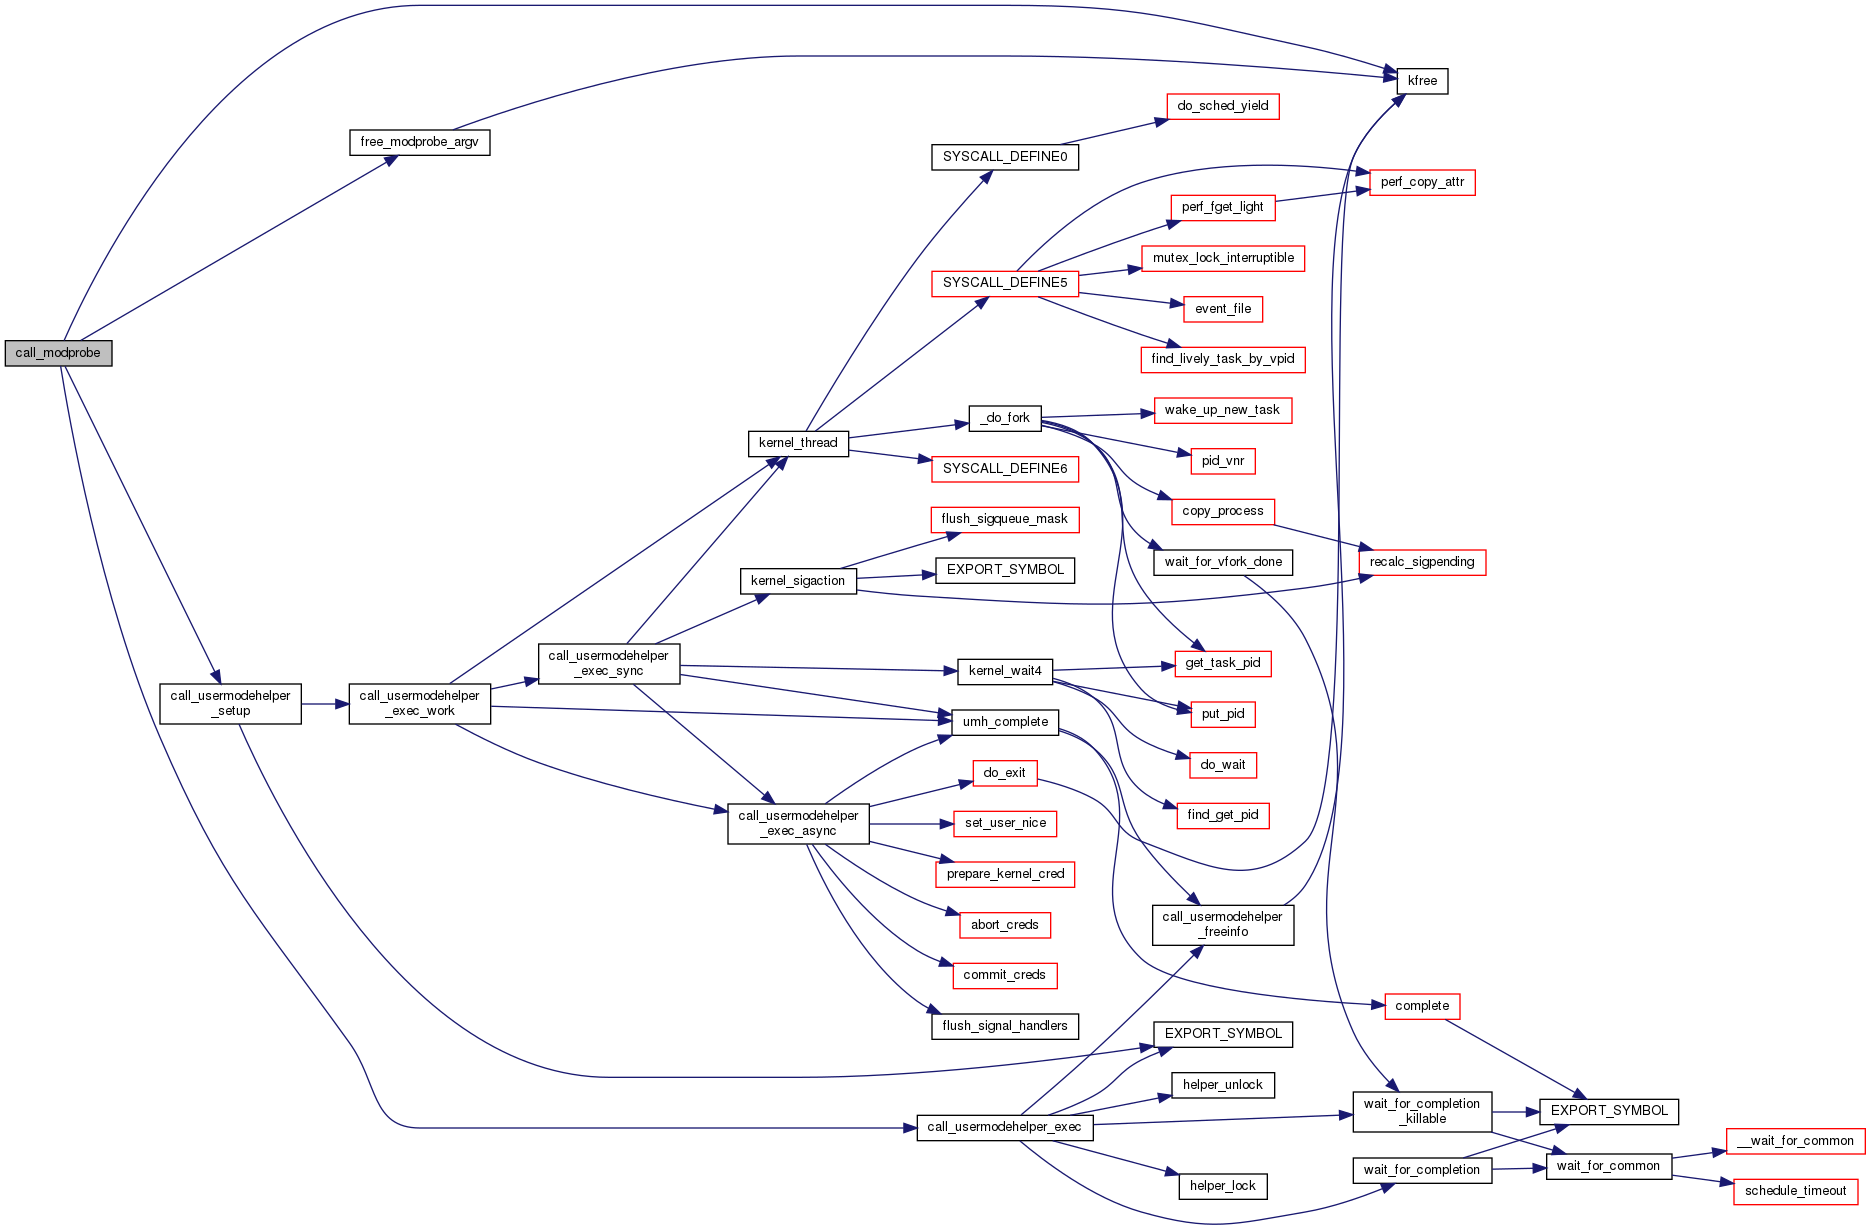 call_modprobe
free_modprobe_argv
call_usermodehelper
_setup
call_usermodehelper
_exec_work
call_usermodehelper
_exec_sync
kernel_thread
kernel_sigaction
call_usermodehelper
_exec_async
call_usermodehelper_exec
SYSCALL_DEFINE0
SYSCALL_DEFINE5
_do_fork
SYSCALL_DEFINE6
flush_sigqueue_mask
EXPORT_SYMBOL
kernel_wait4
umh_complete
do_exit
set_user_nice
prepare_kernel_cred
abort_creds
commit_creds
flush_signal_handlers
do_sched_yield
perf_fget_light
mutex_lock_interruptible
event_file
find_lively_task_by_vpid
wake_up_new_task
pid_vnr
copy_process
wait_for_vfork_done
get_task_pid
put_pid
do_wait
find_get_pid
call_usermodehelper
_freeinfo
EXPORT_SYMBOL
helper_unlock
helper_lock
kfree
perf_copy_attr
recalc_sigpending
complete
wait_for_completion
_killable
wait_for_completion
EXPORT_SYMBOL
wait_for_common
__wait_for_common
schedule_timeout